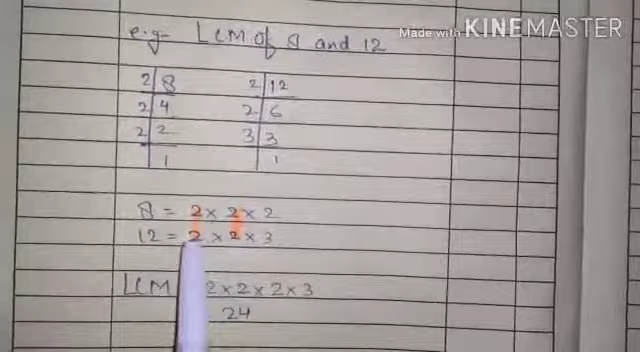 e.g- LCM of 8 and 12
Made with KINEMASTER
2 8 2 12
2 4 2 6
2 2 3 3
1 1
8 = 2 × 2 × 2
12 = 2 × 2 × 3
LCM 2 × 2 × 2 × 3
24